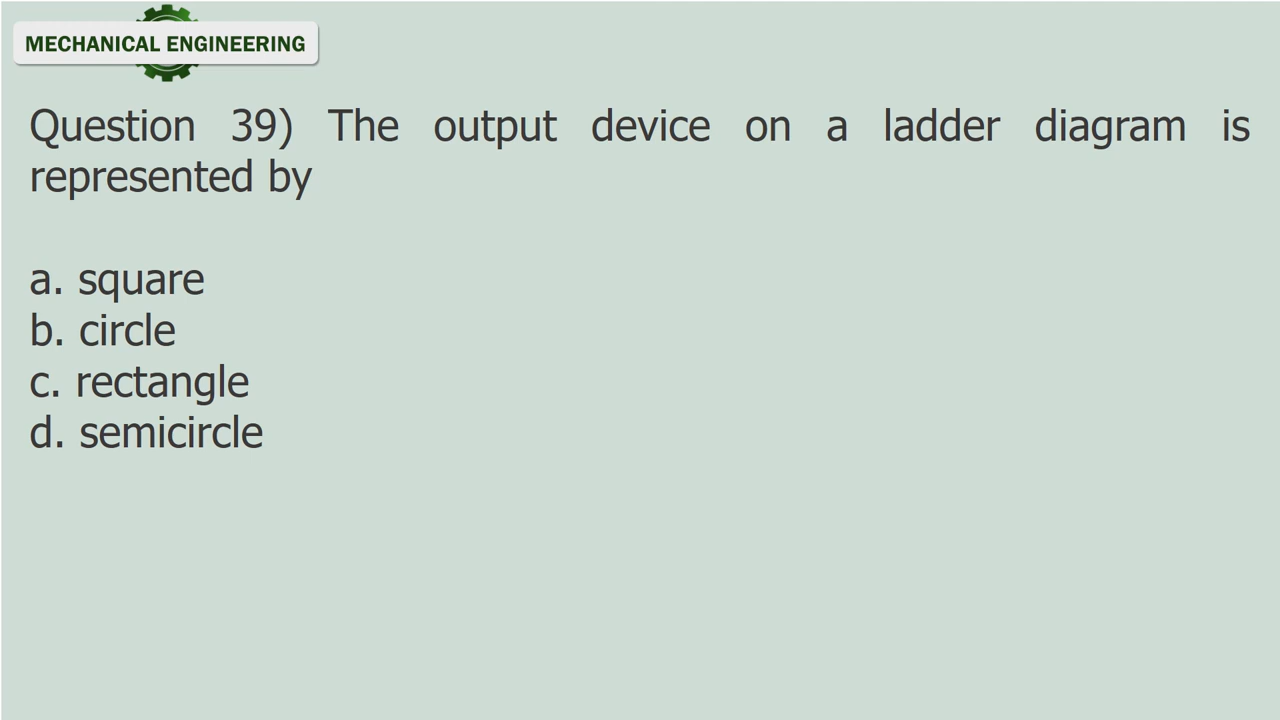 MECHANICAL ENGINEERING
Question 39) The output device on a ladder diagram is
represented by
a. square
b. circle
c. rectangle
d. semicircle